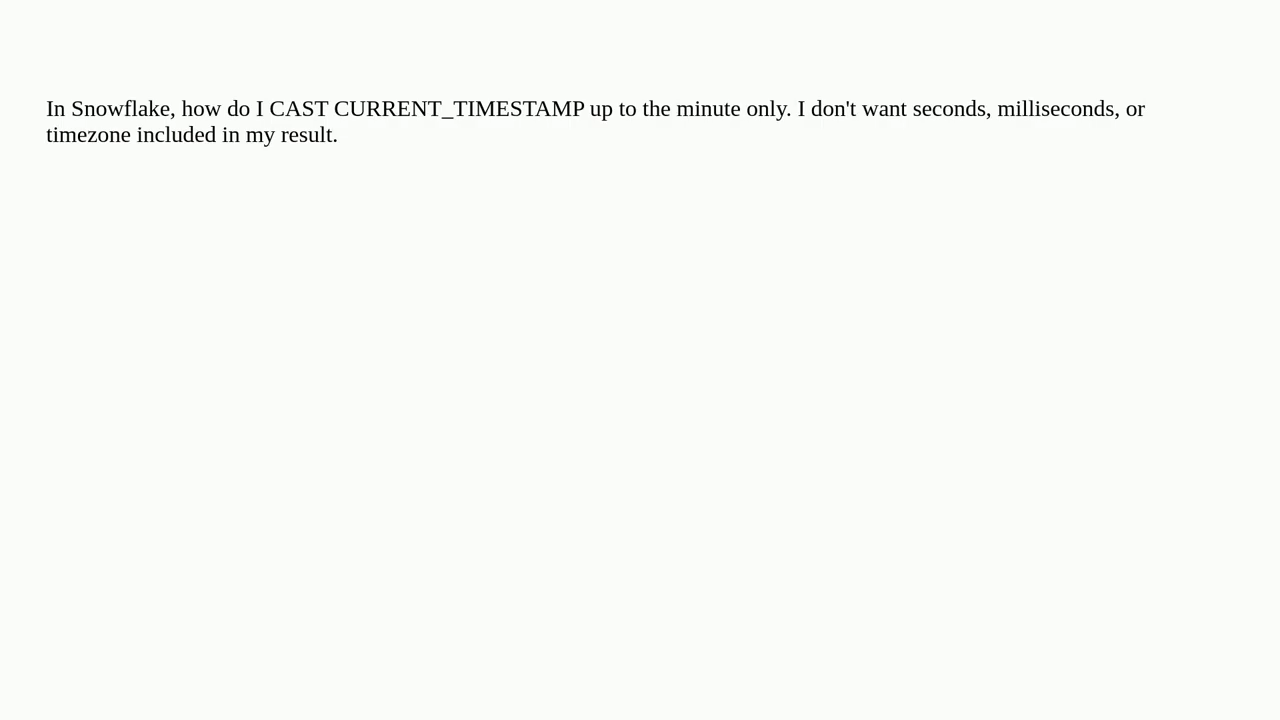 In Snowflake, how do I CAST CURRENT_TIMESTAMP up to the minute only. I don't want seconds, milliseconds, or
timezone included in my result.